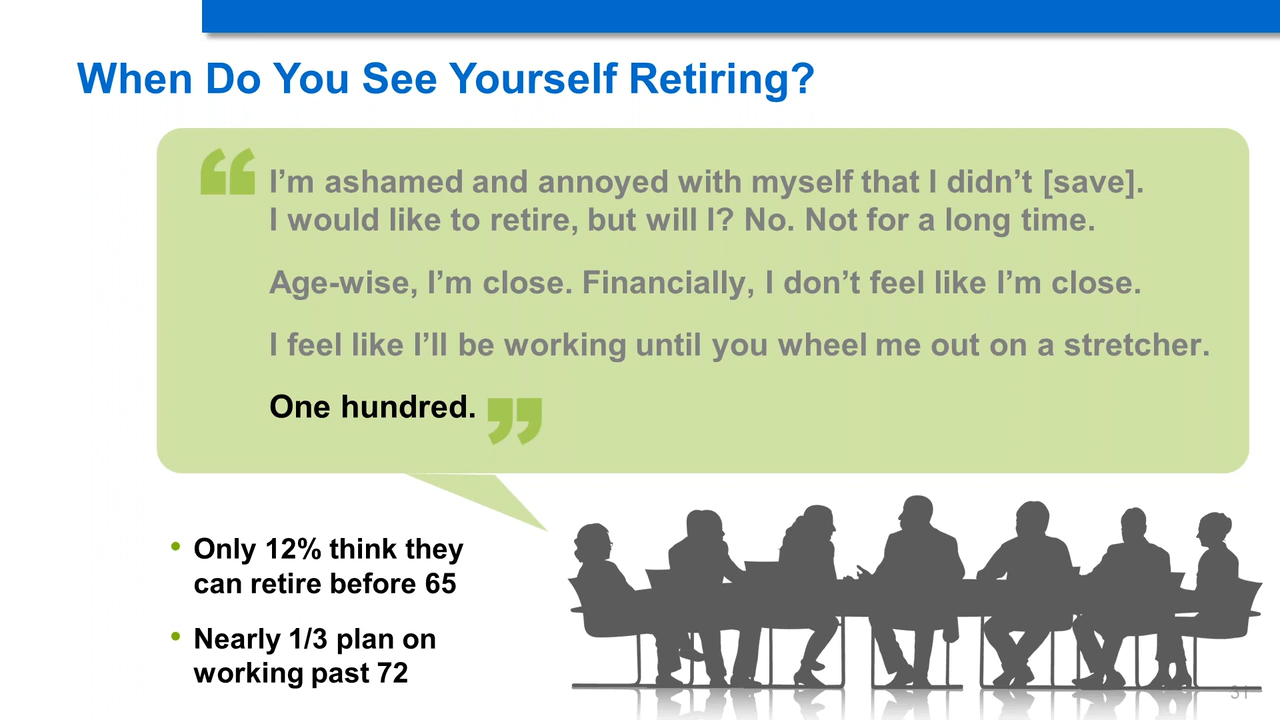 When Do You See Yourself Retiring?
“I’m ashamed and annoyed with myself that I didn’t [save].
I would like to retire, but will I? No. Not for a long time.
Age-wise, I’m close. Financially, I don’t feel like I’m close.
I feel like I’ll be working until you wheel me out on a stretcher.
One hundred.”
• Only 12% think they
can retire before 65
• Nearly 1/3 plan on
working past 72
31